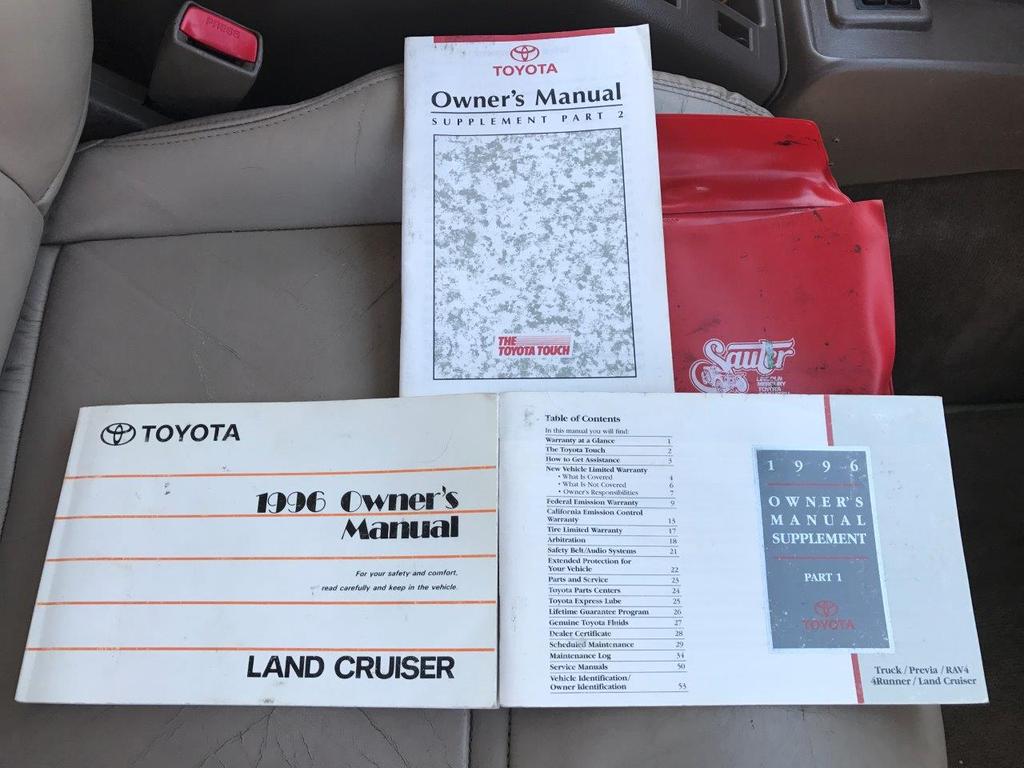 PRESS
TOYOTA
Owner's Manual
SUPPLEMENT PART 2
THE
TOYOTA TOUCH
Sauter
LINCOLN
MERCURY
TOYOTA
TOYOTA
1996 Owner's
Manual
For your safety and comfort,
read carefully and keep in the vehicle.
LAND CRUISER
Table of Contents
In this manual you will find:
Warranty at a Glance 1
The Toyota Touch 2
How to Get Assistance 3
New Vehicle Limited Warranty
• What Is Covered 4
• What Is Not Covered 6
• Owner's Responsibilities 7
Federal Emission Warranty 9
California Emission Control
Warranty 13
Tire Limited Warranty 17
Arbitration 18
Safety Belt/Audio Systems 21
Extended Protection for
Your Vehicle 22
Parts and Service 23
Toyota Parts Centers 24
Toyota Express Lube 25
Lifetime Guarantee Program 26
Genuine Toyota Fluids 27
Dealer Certificate 28
Scheduled Maintenance 29
Maintenance Log 34
Service Manuals 50
Vehicle Identification/
Owner Identification 53
1996
OWNER'S
MANUAL
SUPPLEMENT
PART 1
TOYOTA
Truck / Previa / RAV4
4Runner / Land Cruiser